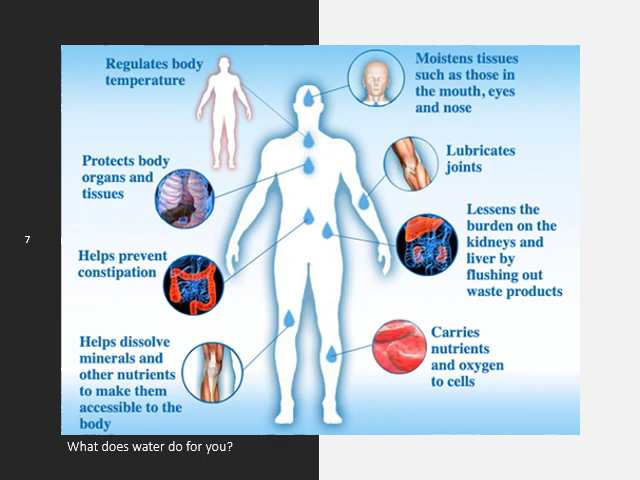 Regulates body
temperature
Moistens tissues
such as those in
the mouth, eyes
and nose
Protects body
organs and
tissues
Lubricates
joints
Lessens the
burden on the
kidneys and
liver by
flushing out
waste products
7
Helps prevent
constipation
Helps dissolve
minerals and
other nutrients
to make them
accessible to the
body
Carries
nutrients
and oxygen
to cells
What does water do for you?